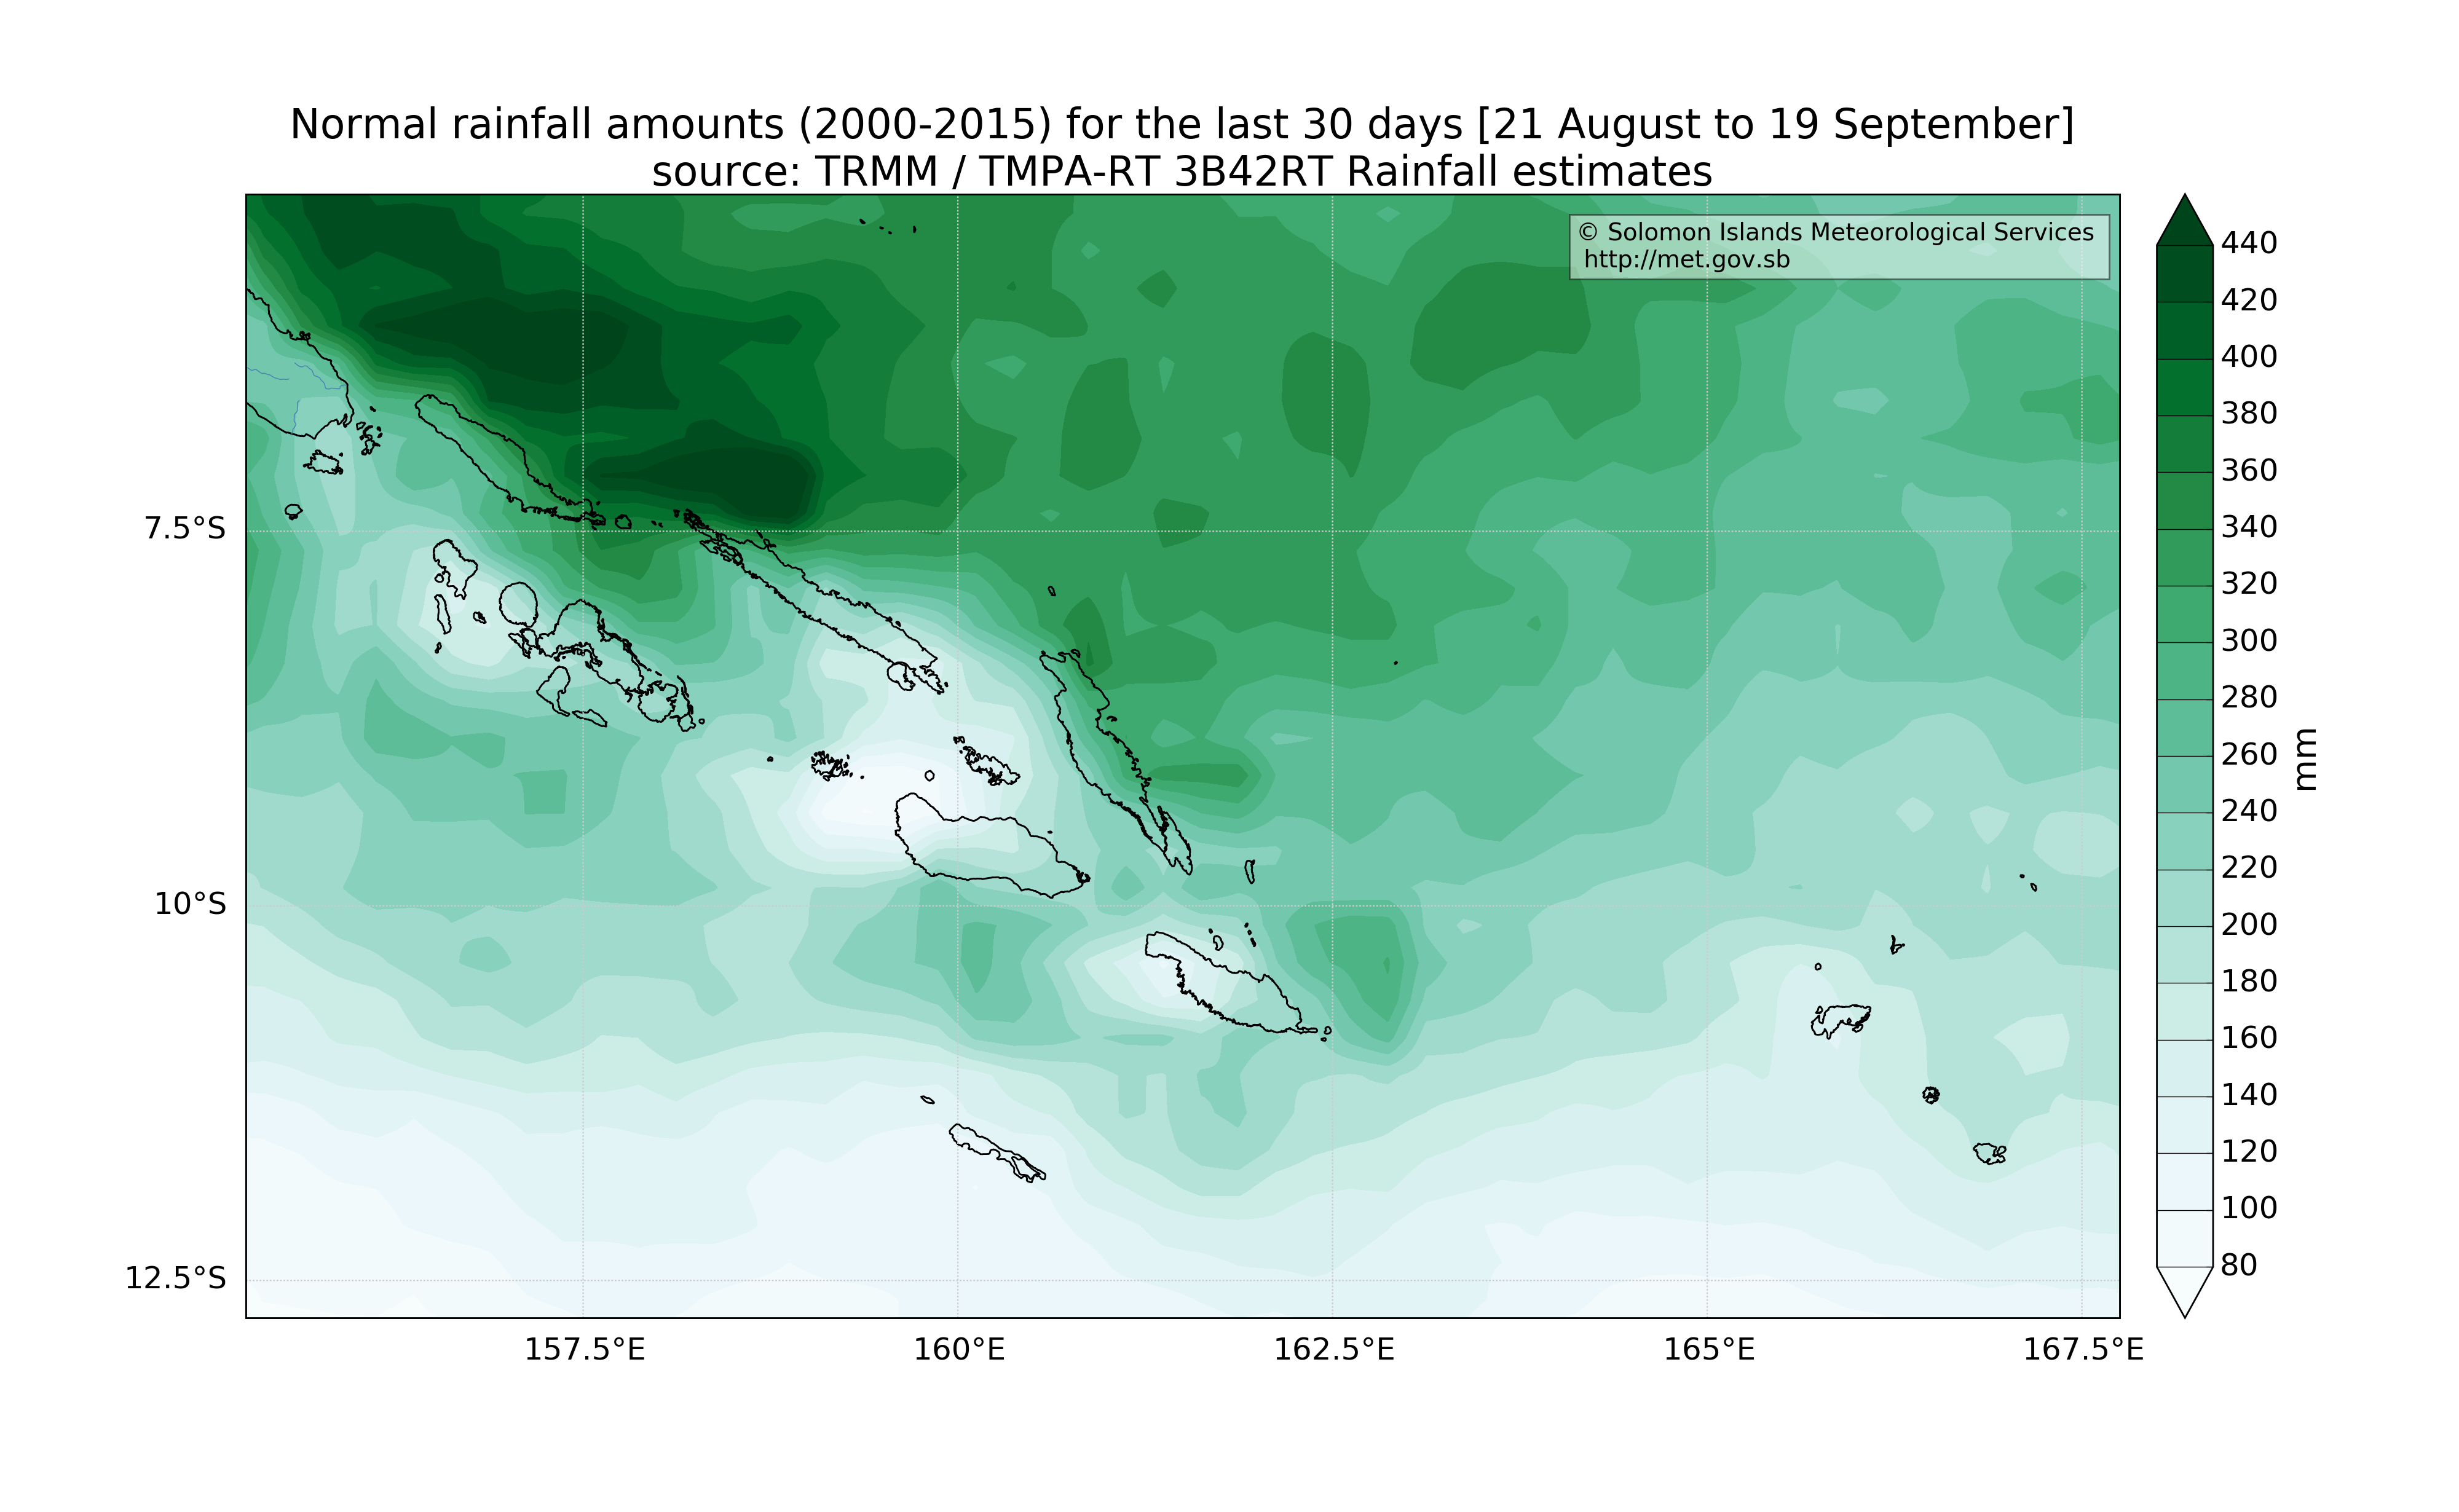 Normal rainfall amounts (2000-2015) for the last 30 days [21 August to 19 September]
source: TRMM / TMPA-RT 3B42RT Rainfall estimates
© Solomon Islands Meteorological Services
http://met.gov.sb
7.5°S
10°S
12.5°S
157.5°E
160°E
162.5°E
165°E
167.5°E
440
420
400
380
360
340
320
300
280
260
240
220
200
180
160
140
120
100
80
mm